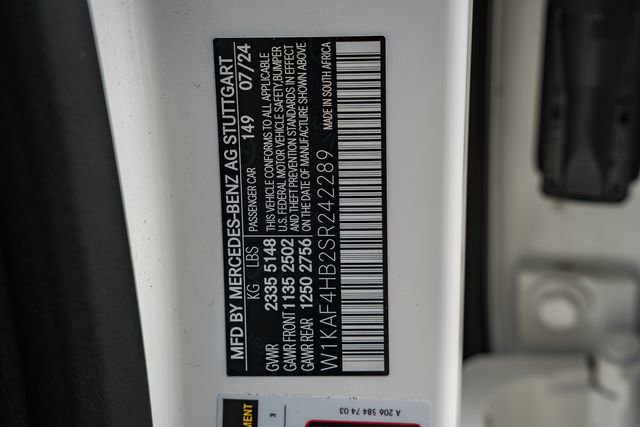 MFD BY MERCEDES-BENZ AG STUTTGART
KG LBS PASSENGER CAR 149 07/24
GVWR 2335 5148 THIS VEHICLE CONFORMS TO ALL APPLICABLE
U.S. FEDERAL MOTOR VEHICLE SAFETY, BUMPER
GAWR FRONT 1135 2502 AND THEFT PREVENTION STANDARDS IN EFFECT
GAWR REAR 1250 2756 ON THE DATE OF MANUFACTURE SHOWN ABOVE
W1KAF4HB2SR242289 MADE IN SOUTH AFRICA
3
A 206 584 74 03